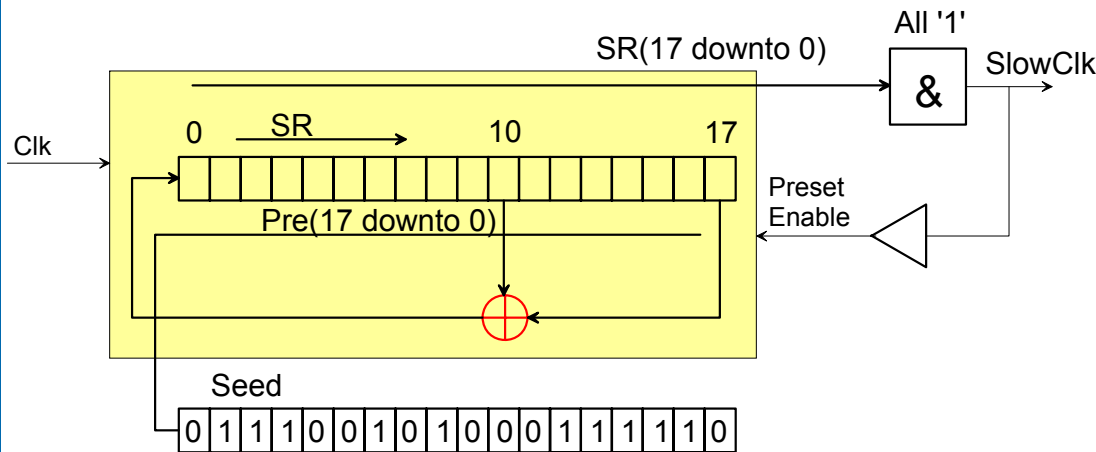 All '1'
SR(17 downto 0)
&
SlowClk
Clk
0 SR 10 17
Pre(17 downto 0)
Preset
Enable
Seed
0 1 1 1 0 0 1 0 1 0 0 0 1 1 1 1 1 0